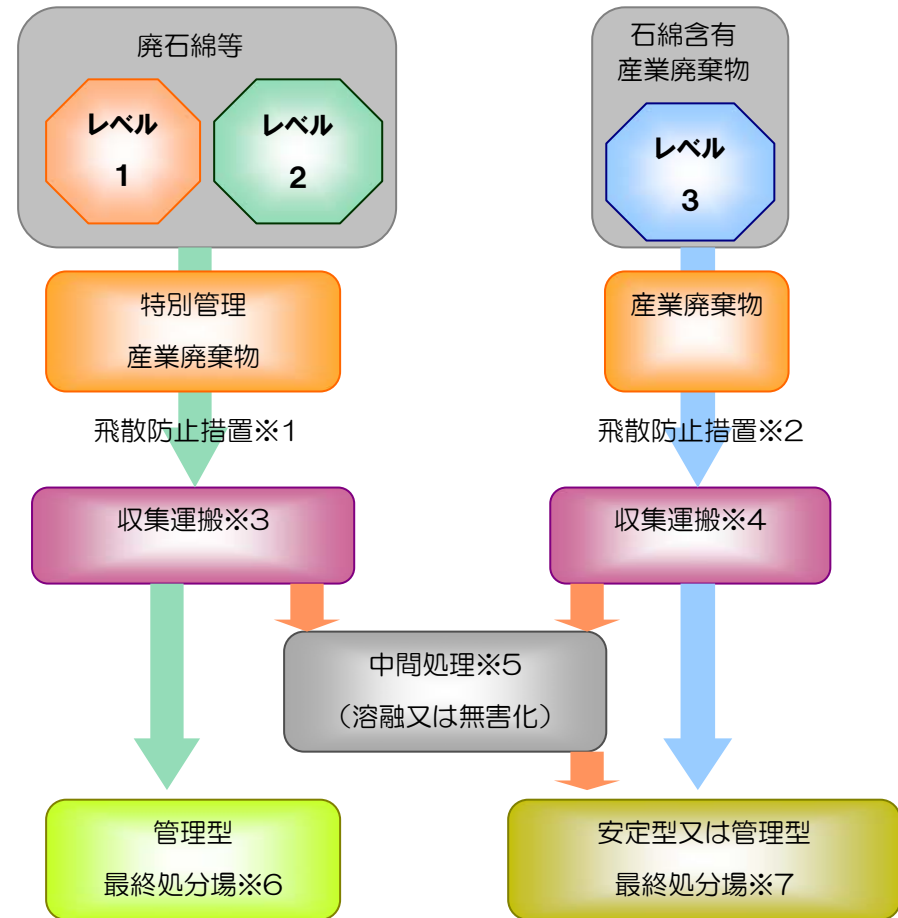 廃石綿等
レベル
1
レベル
2
石綿含有
産業廃棄物
レベル
3
特別管理
産業廃棄物
産業廃棄物
飛散防止措置※1
飛散防止措置※2
収集運搬※3
収集運搬※4
中間処理※5
（溶融又は無害化）
管理型
最終処分場※6
安定型又は管理型
最終処分場※7